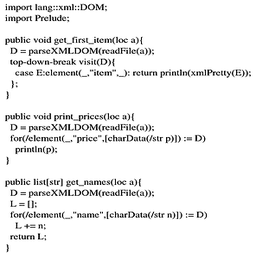 import lang::xml::DOM;
import Prelude;
public void get_first_item(loc a){
D = parseXMLDOM(readFile(a));
top-down-break visit(D){
case E:element(_,"item",_): return println(xmlPretty(E));
};
}
public void print_prices(loc a){
D = parseXMLDOM(readFile(a));
for(/element(_,"price",[charData(/str p)]) := D)
println(p);
}
public list[str] get_names(loc a){
D = parseXMLDOM(readFile(a));
L = [];
for(/element(_,"name",[charData(/str n)]) := D)
L += n;
return L;
}